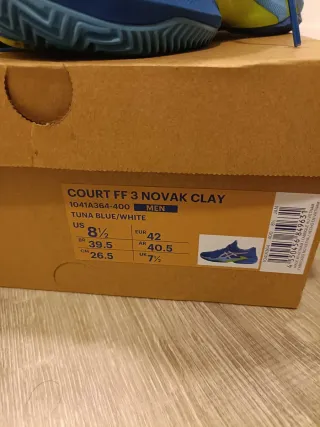 COURT FF 3 NOVAK CLAY
1041A364-400 MEN
TUNA BLUE/WHITE
US 8½ EUR 42
BR 39.5 AR 40.5
CM 26.5 UK 7½